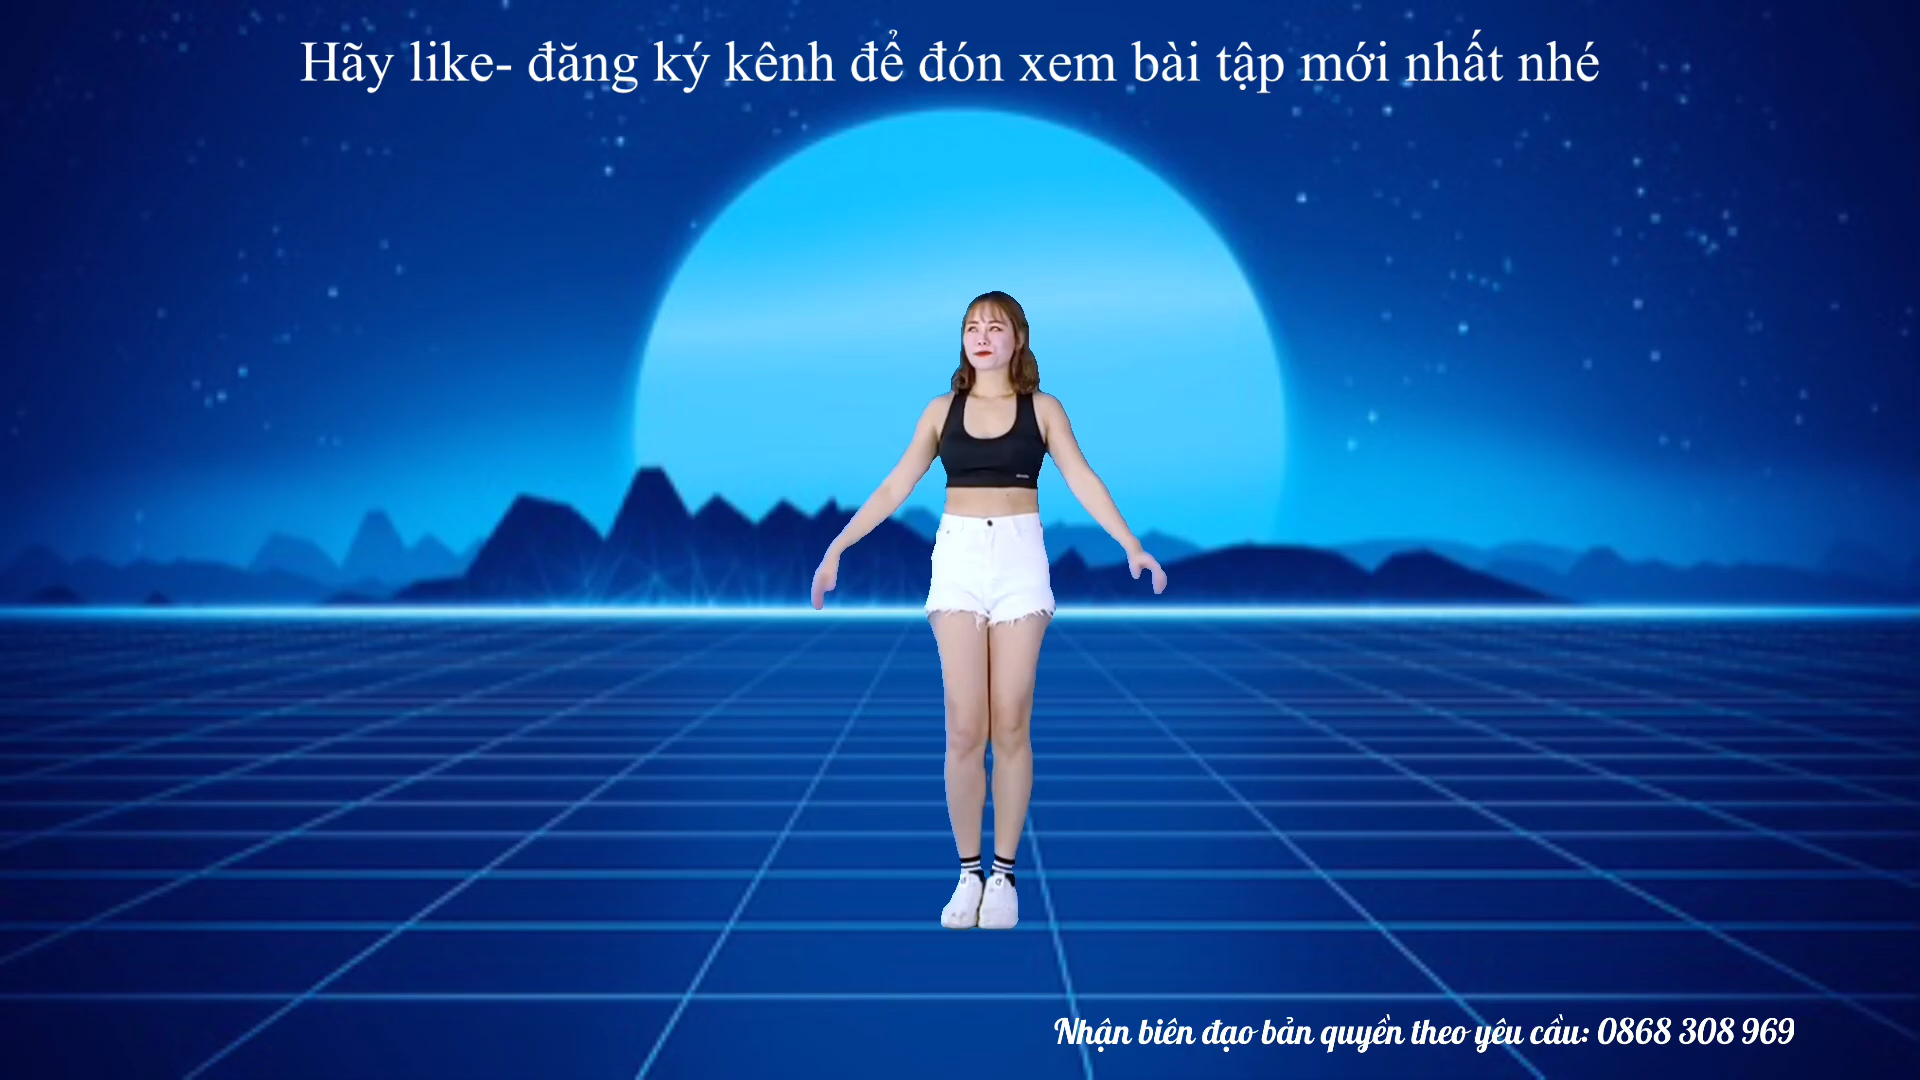 Hãy like- đăng ký kênh để đón xem bài tập mới nhất nhé
Nhận biên đạo bản quyền theo yêu cầu: 0868 308 969